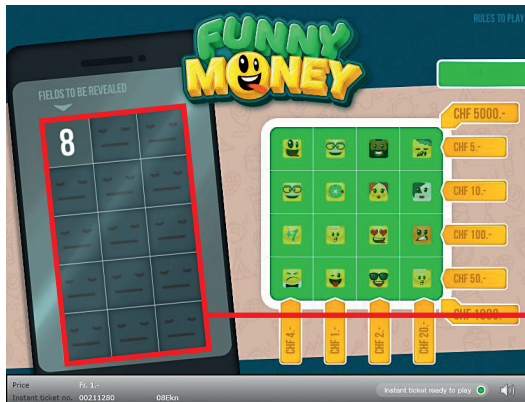 FUNNY
MONEY
RULES TO PLAY
FIELDS TO BE REVEALED
8
CHF 5000.-
CHF 5.-
CHF 10.-
CHF 100.-
CHF 50.-
CHF 1000.-
CHF 4.-
CHF 1.-
CHF 2.-
CHF 20.-
Price Fr. 1.-
Instant ticket no. 00211280 08Ekn
Instant ticket ready to play